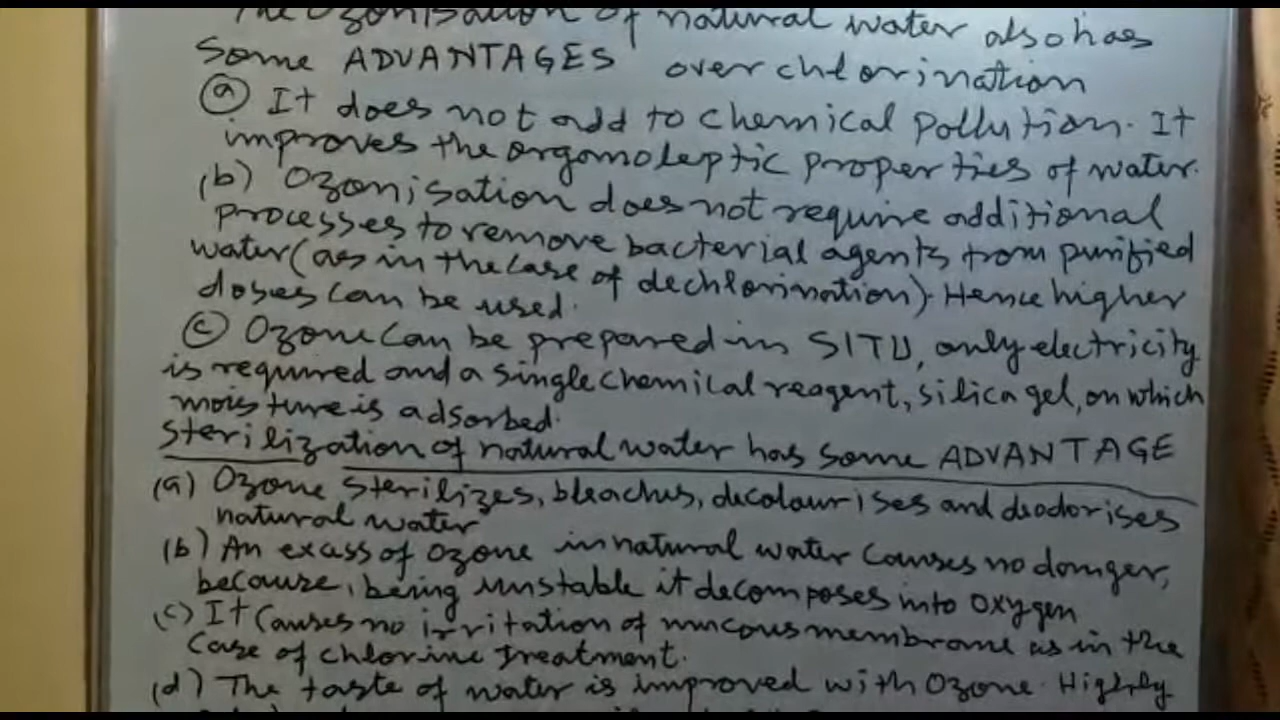 The Ozonisation of natural water also has
Some ADVANTAGES over chlorination
(a) It does not add to chemical pollution. It
improves the orgonoleptic properties of water.
(b) Ozonisation does not require additional
processes to remove bacterial agents from purified
water (as in the case of dechlorination). Hence higher
doses can be used.
(c) Ozone can be prepared in SITU, only electricity
is required and a single chemical reagent, silica gel, on which
moisture is adsorbed.
Sterilization of natural water has some ADVANTAGE
(a) Ozone sterilizes, bleaches, decolourises and deodorises
natural water
(b) An excess of ozone in natural water causes no danger,
because, being unstable it decomposes into oxygen
(c) It causes no irritation of mucous membrane as in the
case of chlorine treatment.
(d) The taste of water is improved with Ozone. Highly